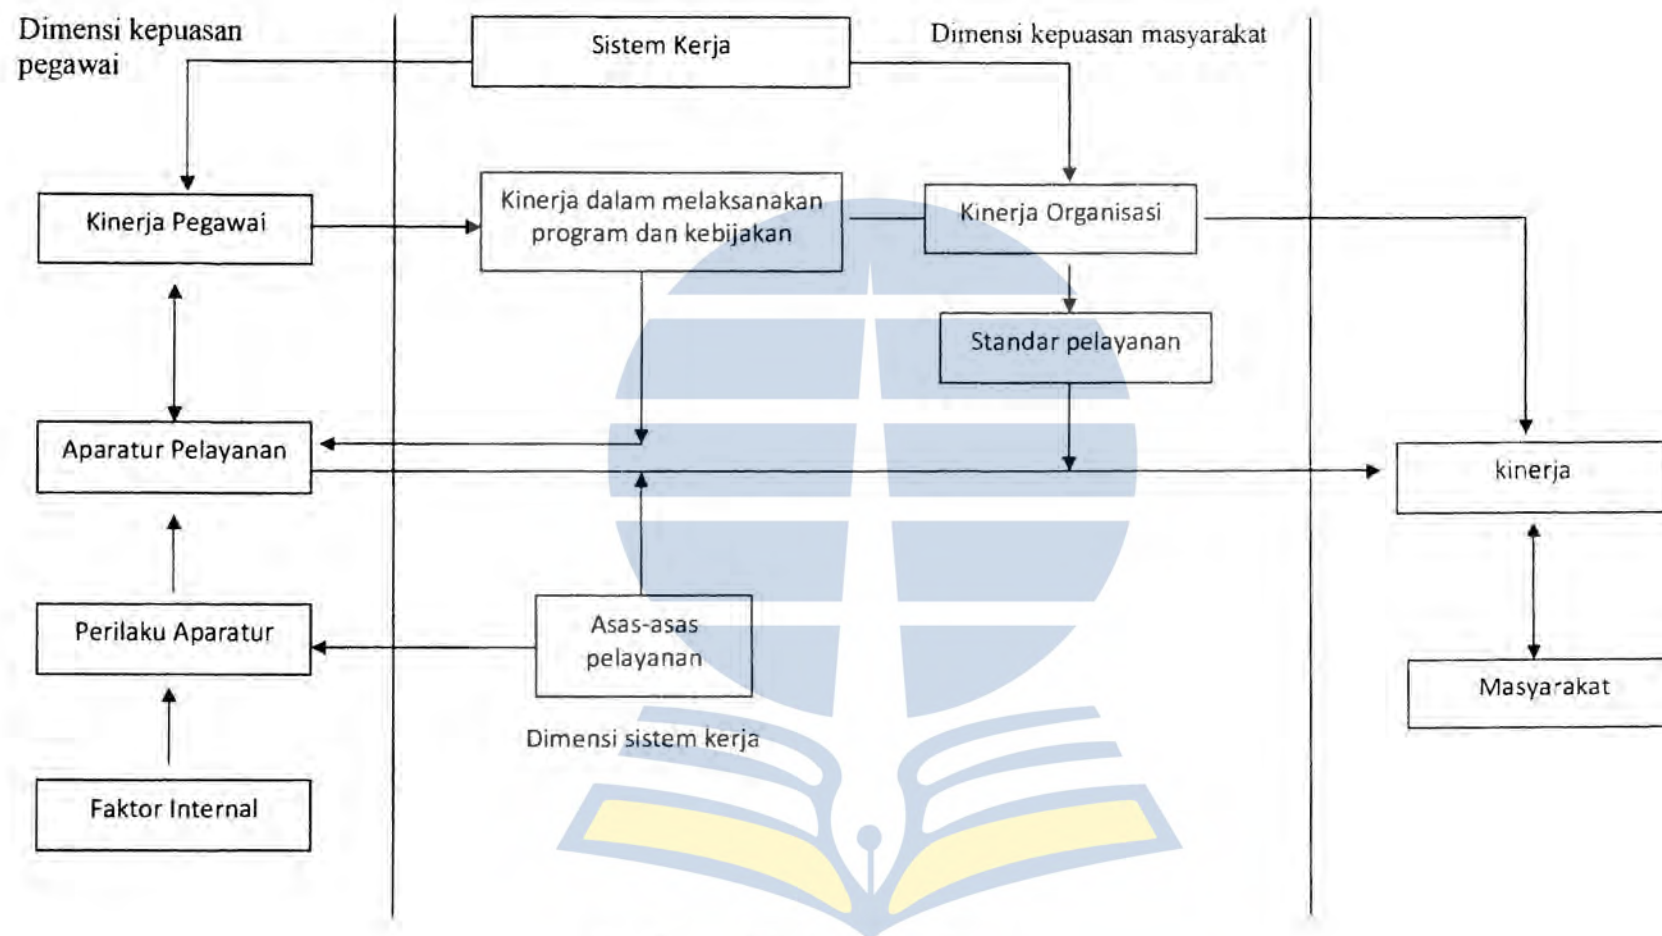 Dimensi kepuasan
pegawai
Sistem Kerja
Dimensi kepuasan masyarakat
Kinerja Pegawai
Kinerja dalam melaksanakan
program dan kebijakan
Kinerja Organisasi
Standar pelayanan
Aparatur Pelayanan
kinerja
Perilaku Aparatur
Asas-asas
pelayanan
Masyarakat
Dimensi sistem kerja
Faktor Internal